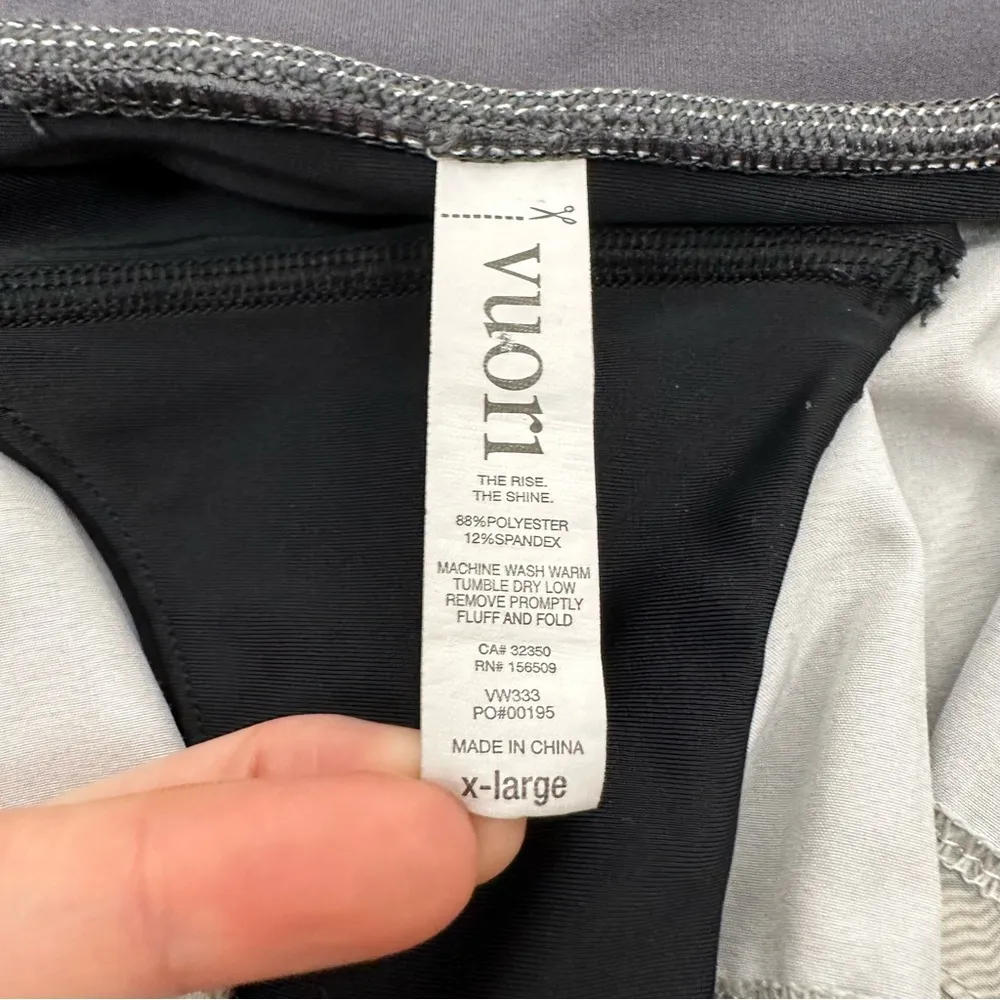 vuori
THE RISE.
THE SHINE.
88%POLYESTER
12%SPANDEX
MACHINE WASH WARM
TUMBLE DRY LOW
REMOVE PROMPTLY
FLUFF AND FOLD
CA# 32350
RN# 156509
VW333
PO#00195
MADE IN CHINA
x-large